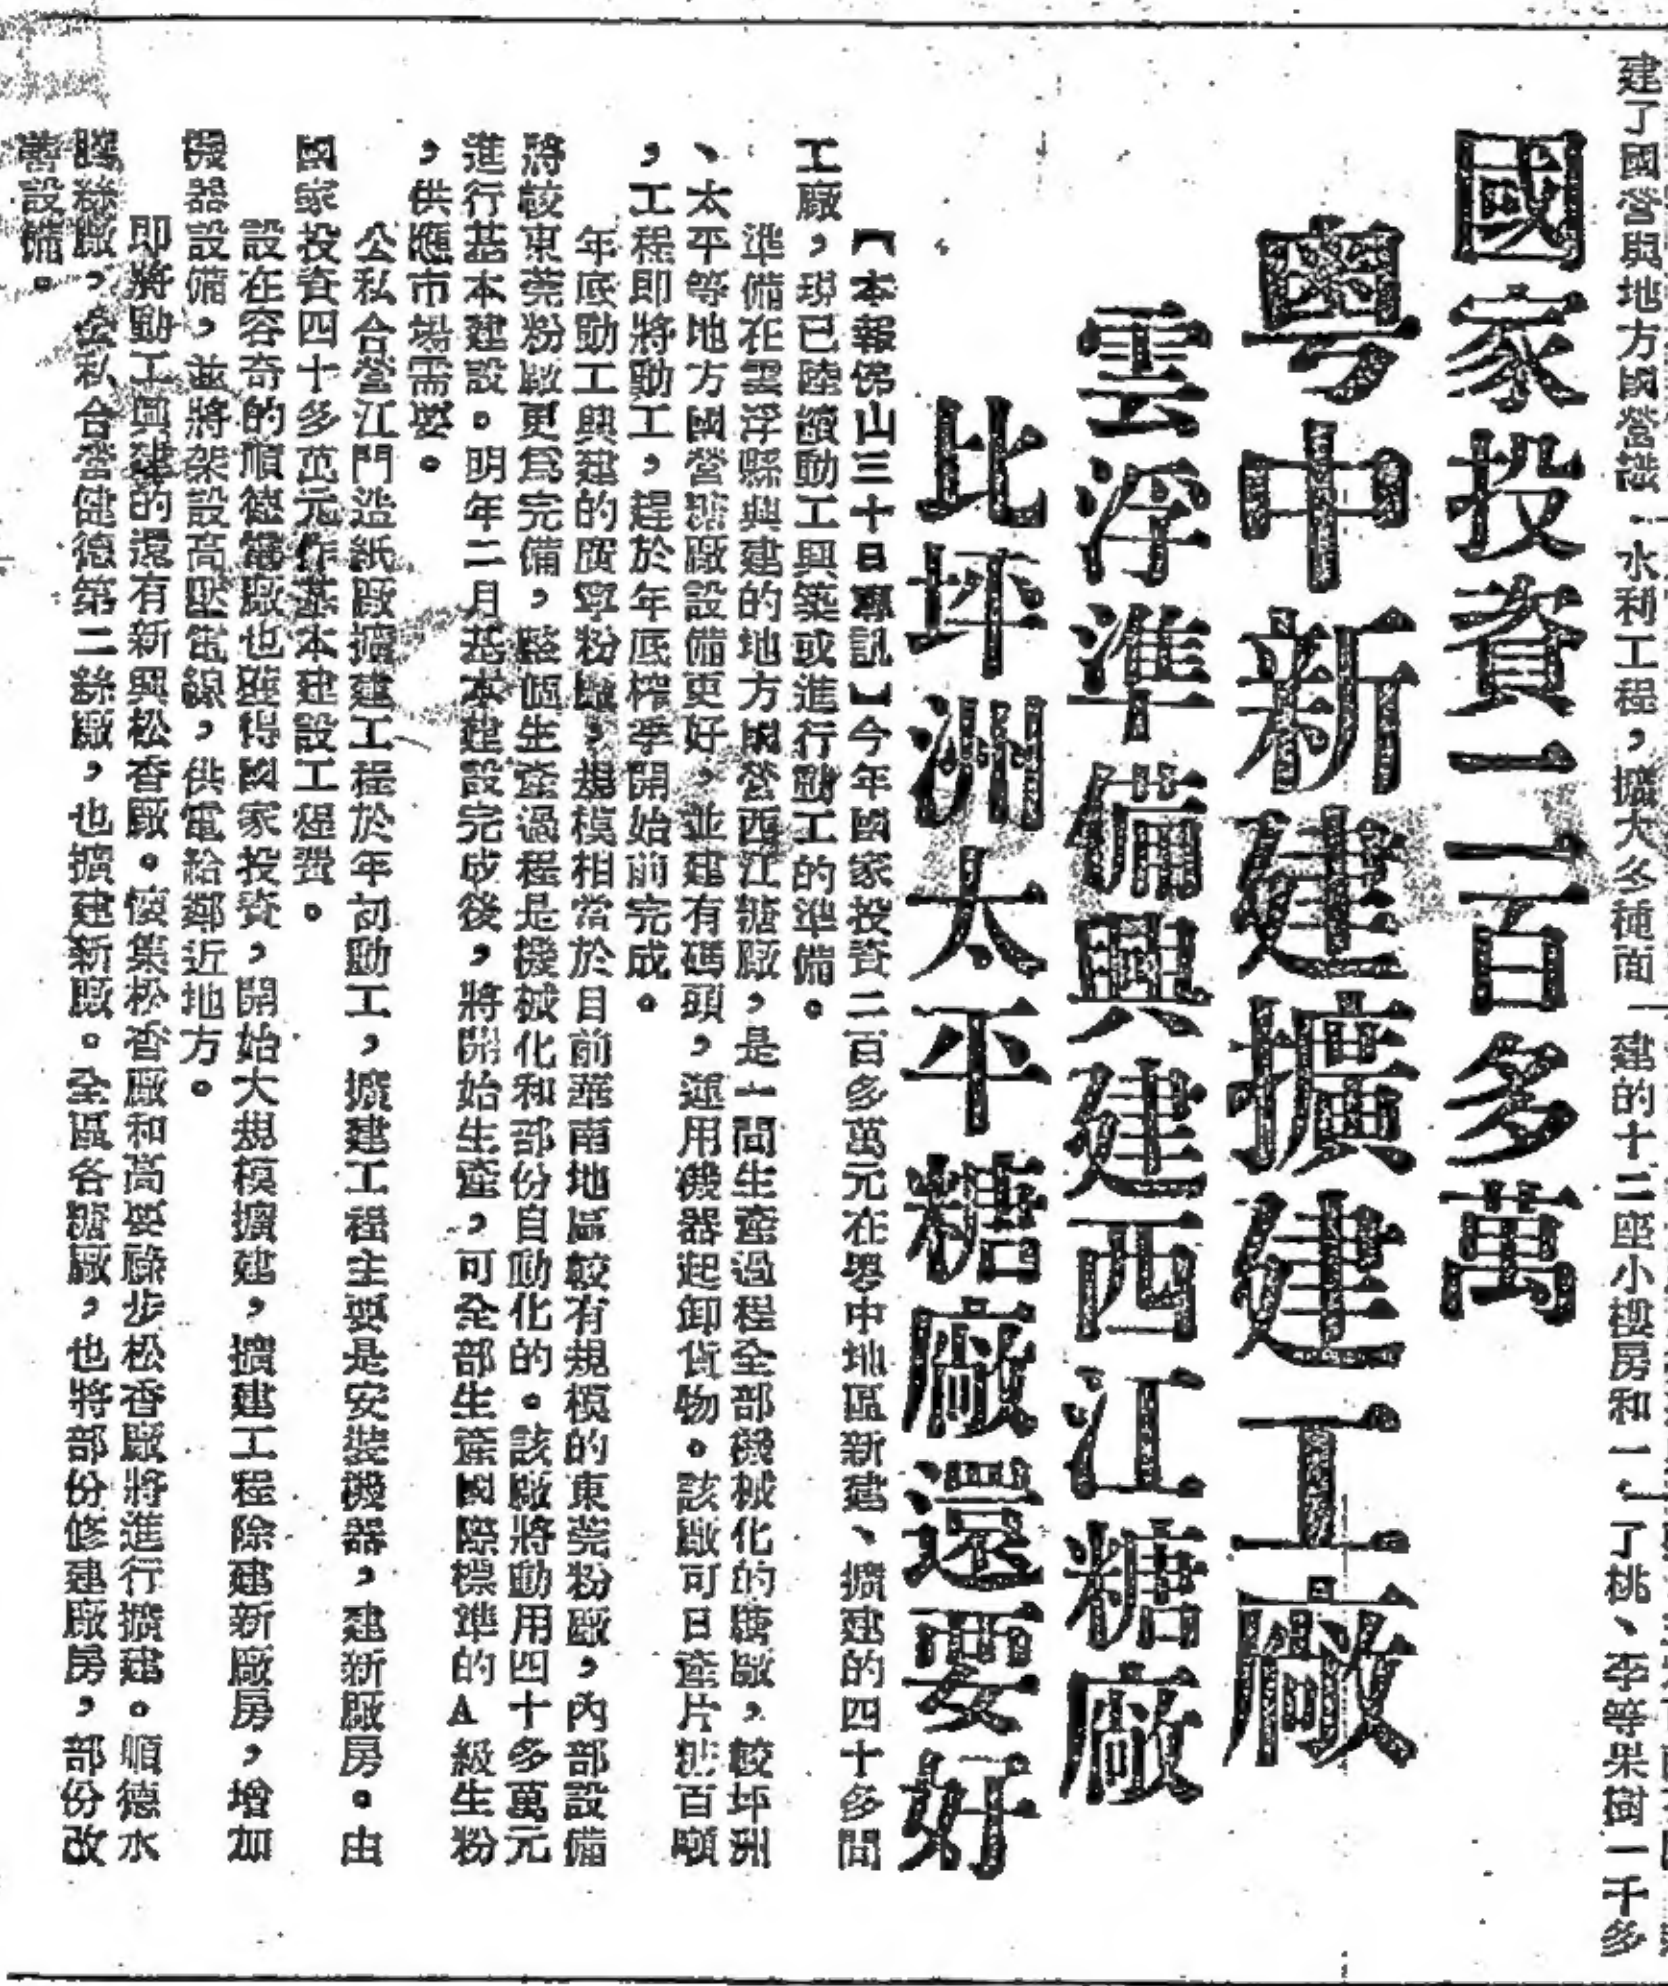 建了國營與地方國營
水利工程，擴大多種面
建的十二座小樓房和一
了桃、李等果樹一千多
國家投資二百多萬
粵中新建擴建工廠
雲浮準備興建西江糖廠
比坪洲太平糖廠還要好
【本報佛山三十日專訊】今年國家投資二百多萬元在粵中地區新建、擴建的四十多間
工廠，現已陸續動工興築或進行動工的準備。
準備在雲浮縣興建的地方國營西江糖廠，是一間生產過程全部機械化的糖廠，較坪洲
、太平等地方國營糖廠設備更好，並建有碼頭，運用機器起卸貨物。該廠可日產片糖百噸
，工程即將動工，趕於年底榨季開始前完成。
年底動工興建的廣寧粉廠，規模相當於目前華南地區較有規模的東莞粉廠，內部設備
將較東莞粉廠更爲完備，整個生產過程是機械化和部份自動化的。該廠將動用四十多萬元
進行基本建設。明年二月基本建設完成後，將開始生產，可全部生產國際標準的A級生粉
，供應市場需要。
公私合營江門造紙廠擴建工程於年初動工，擴建工程主要是安裝機器，建新廠房。由
國家投資四十多萬元作基本建設工程費。
設在容奇的順德電廠也獲得國家投資，開始大規模擴建，擴建工程除建新廠房，增加
機器設備，並將架設高壓電線，供電給鄰近地方。
即將動工興建的還有新興松香廠。懷集松香廠和高要祿步松香廠將進行擴建。順德水
絲廠，公私合營健德第二絲廠，也擴建新廠。全區各糖廠，也將部份修建廠房，部份改
善設備。